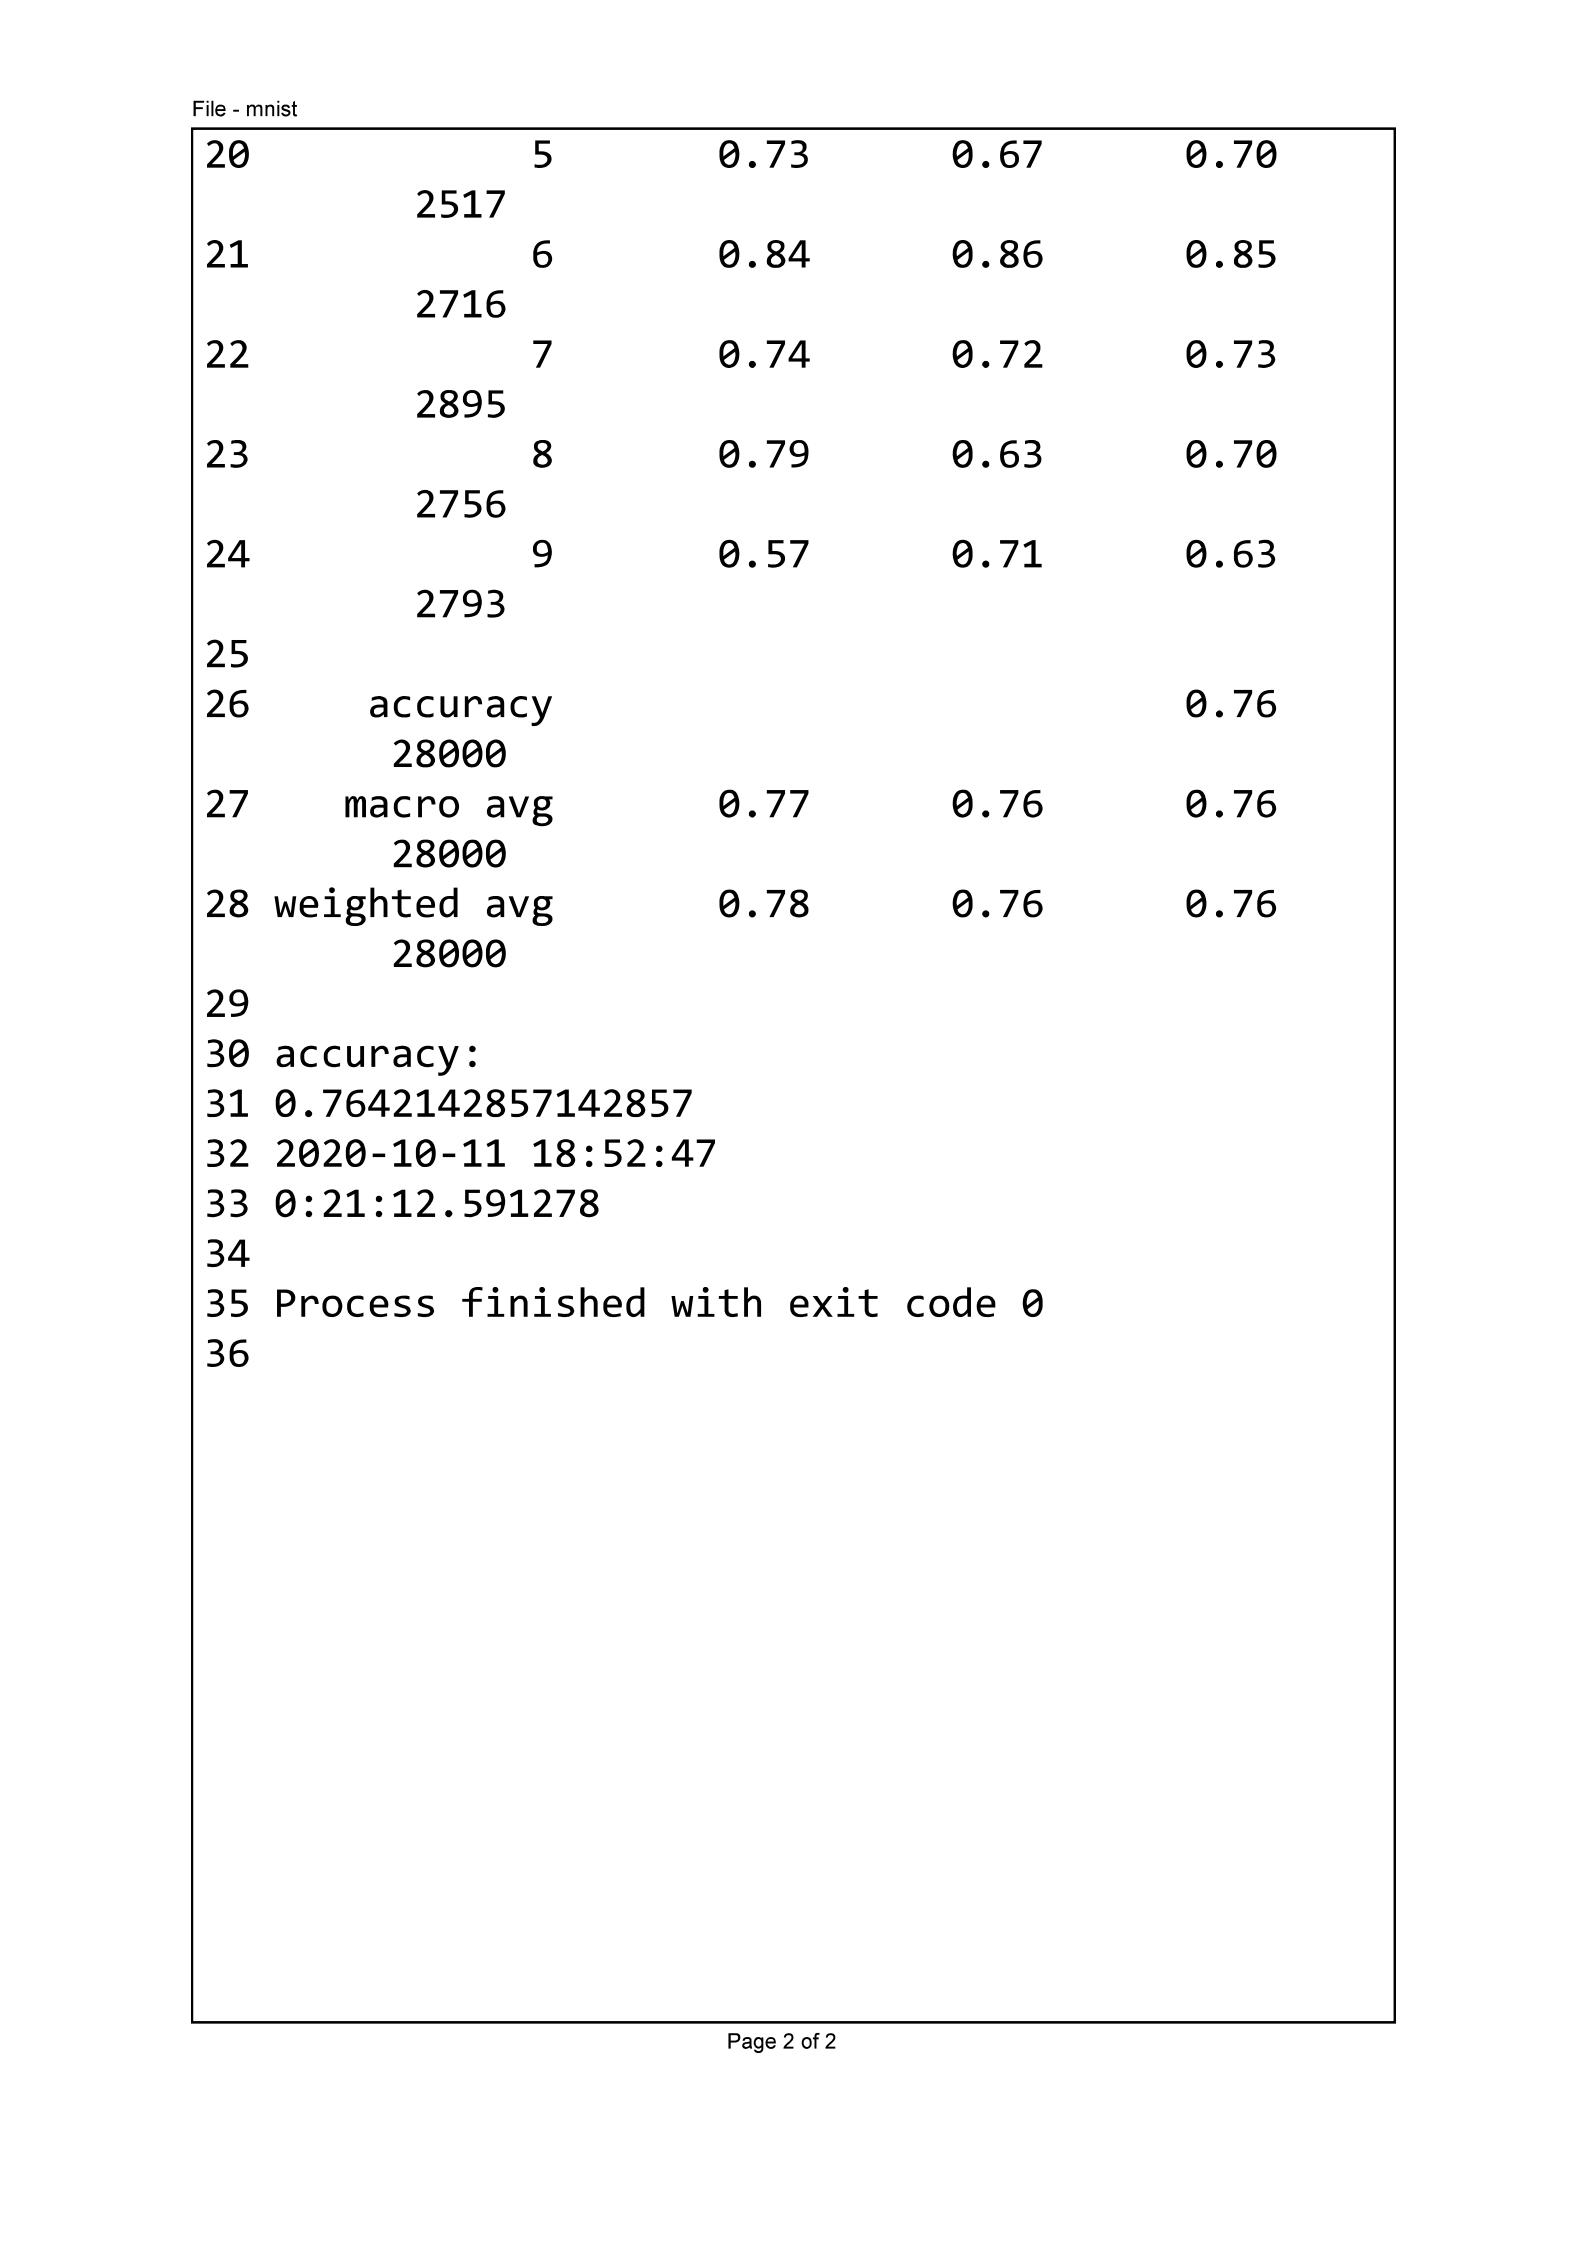 File - mnist
20            5       0.73      0.67      0.70
         2517
21            6       0.84      0.86      0.85
         2716
22            7       0.74      0.72      0.73
         2895
23            8       0.79      0.63      0.70
         2756
24            9       0.57      0.71      0.63
         2793
25
26     accuracy                           0.76
        28000
27    macro avg       0.77      0.76      0.76
        28000
28 weighted avg       0.78      0.76      0.76
        28000
29
30 accuracy:
31 0.7642142857142857
32 2020-10-11 18:52:47
33 0:21:12.591278
34
35 Process finished with exit code 0
36
Page 2 of 2